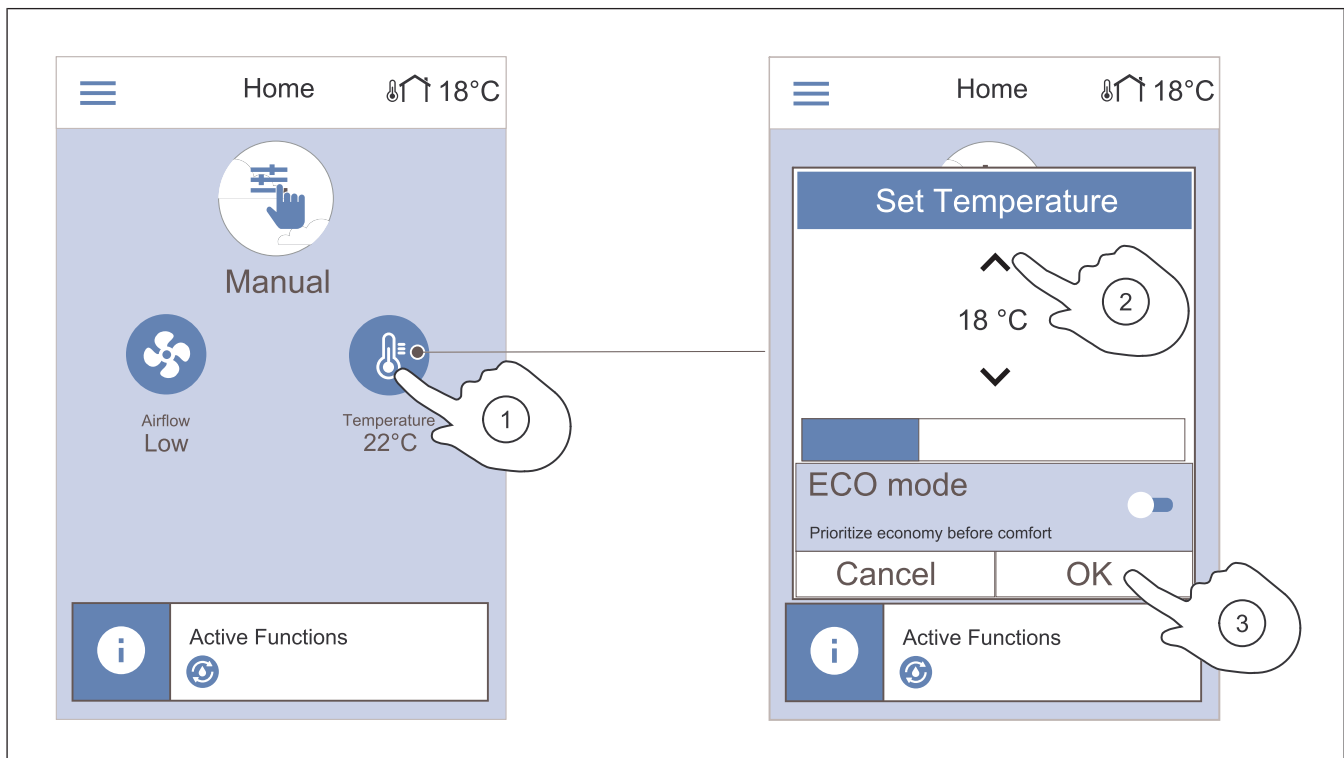 Home
18°C
Manual
Airflow
Low
Temperature
22°C
1
i
Active Functions
Home
18°C
Set Temperature
2
18 °C
ECO mode
Prioritize economy before comfort
Cancel
OK
3
i
Active Functions